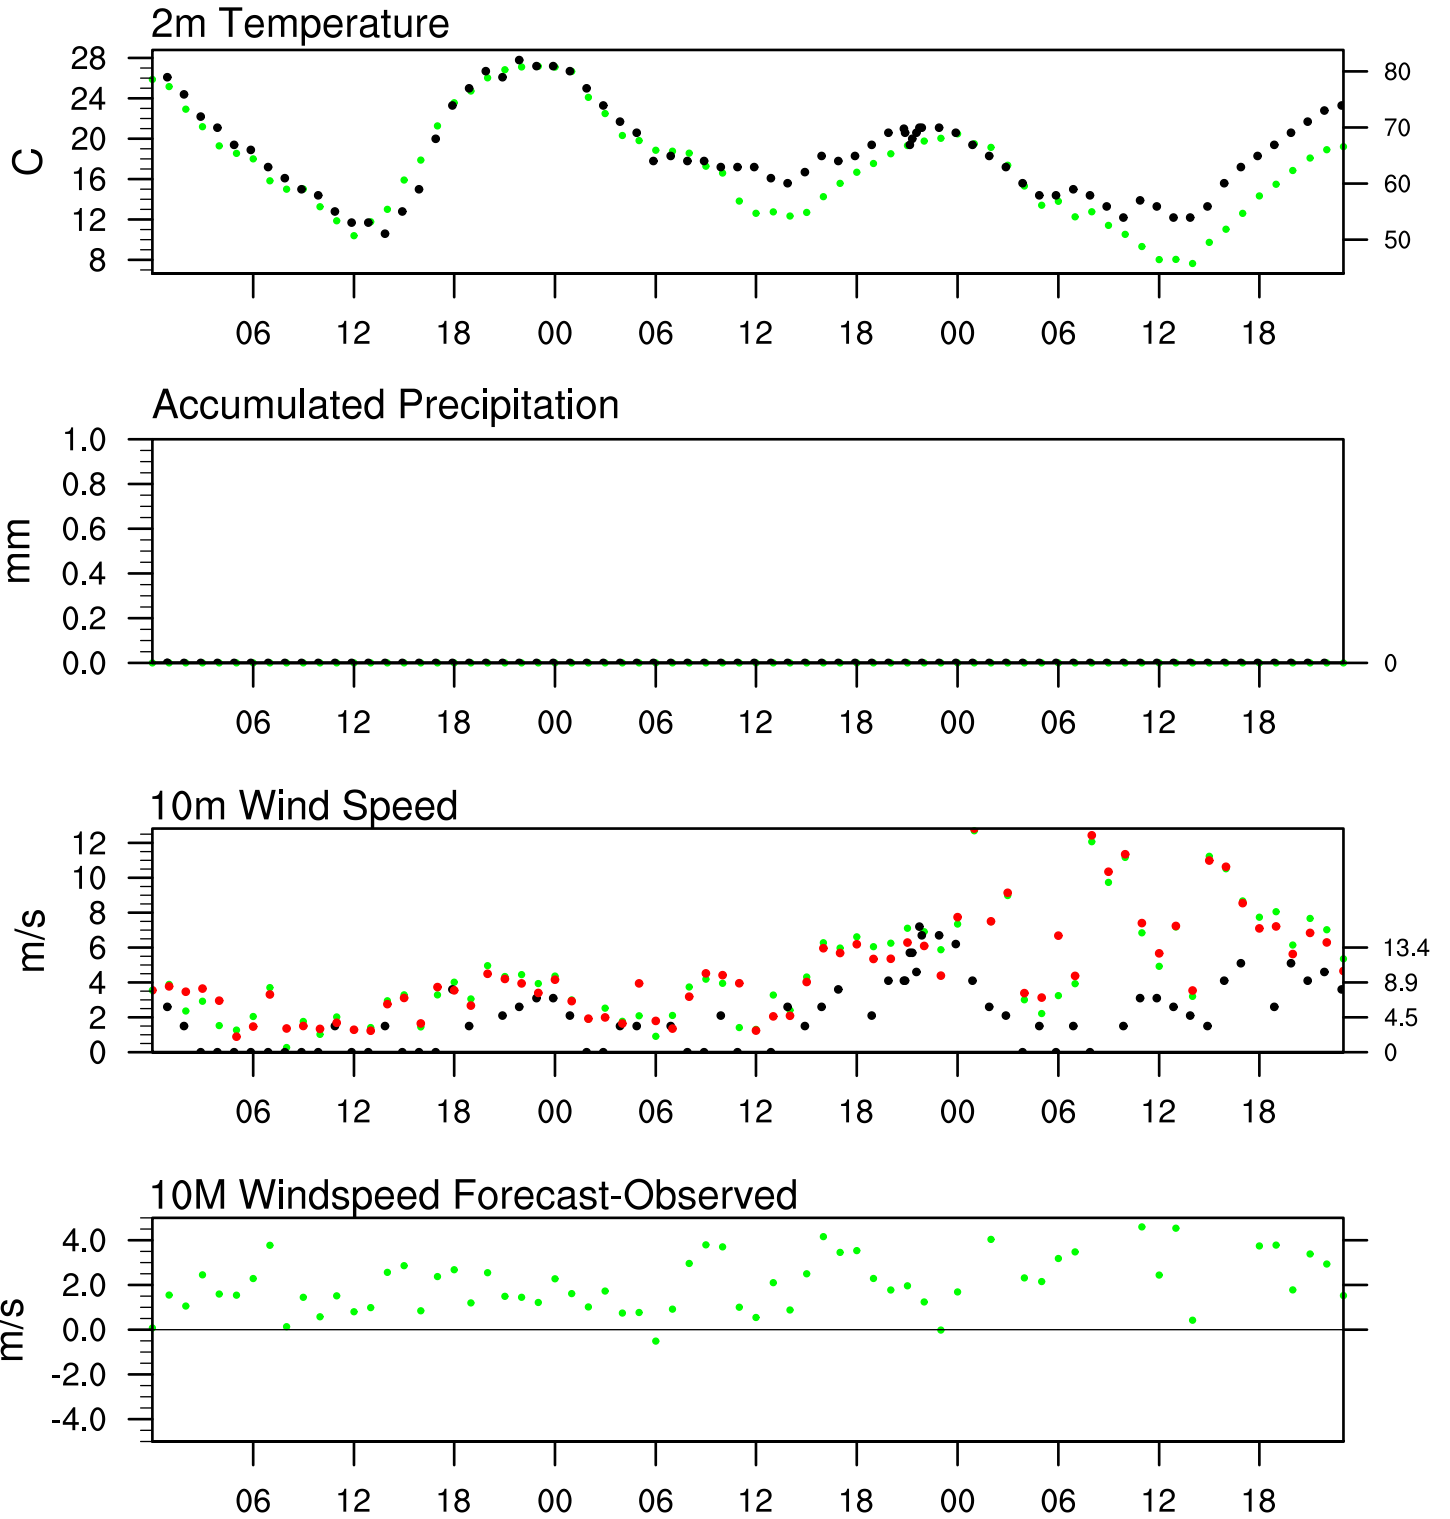 2m Temperature
28
24
20
16
12
8
C
80
70
60
50
06 12 18 00 06 12 18 00 06 12 18
Accumulated Precipitation
1.0
0.8
0.6
0.4
0.2
0.0
mm
0
06 12 18 00 06 12 18 00 06 12 18
10m Wind Speed
12
10
8
6
4
2
0
m/s
13.4
8.9
4.5
0
06 12 18 00 06 12 18 00 06 12 18
10M Windspeed Forecast-Observed
4.0
2.0
0.0
-2.0
-4.0
m/s
06 12 18 00 06 12 18 00 06 12 18